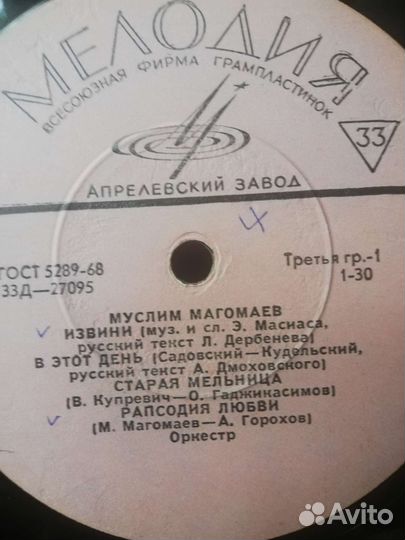 МЕЛОДИЯ
ВСЕСОЮЗНАЯ ФИРМА ГРАМПЛАСТИНОК
33
АПРЕЛЕВСКИЙ ЗАВОД
ГОСТ 5289-68
33Д—27095
Третья гр.-1
1-30
МУСЛИМ МАГОМАЕВ
ИЗВИНИ (муз. и сл. Э. Масиаса,
русский текст Л. Дербенева)
В ЭТОТ ДЕНЬ (Садовский—Кудельский,
русский текст А. Дмоховского)
СТАРАЯ МЕЛЬНИЦА
(В. Купревич—О. Гаджикасимов)
РАПСОДИЯ ЛЮБВИ
(М. Магомаев—А. Горохов)
Оркестр
Avito